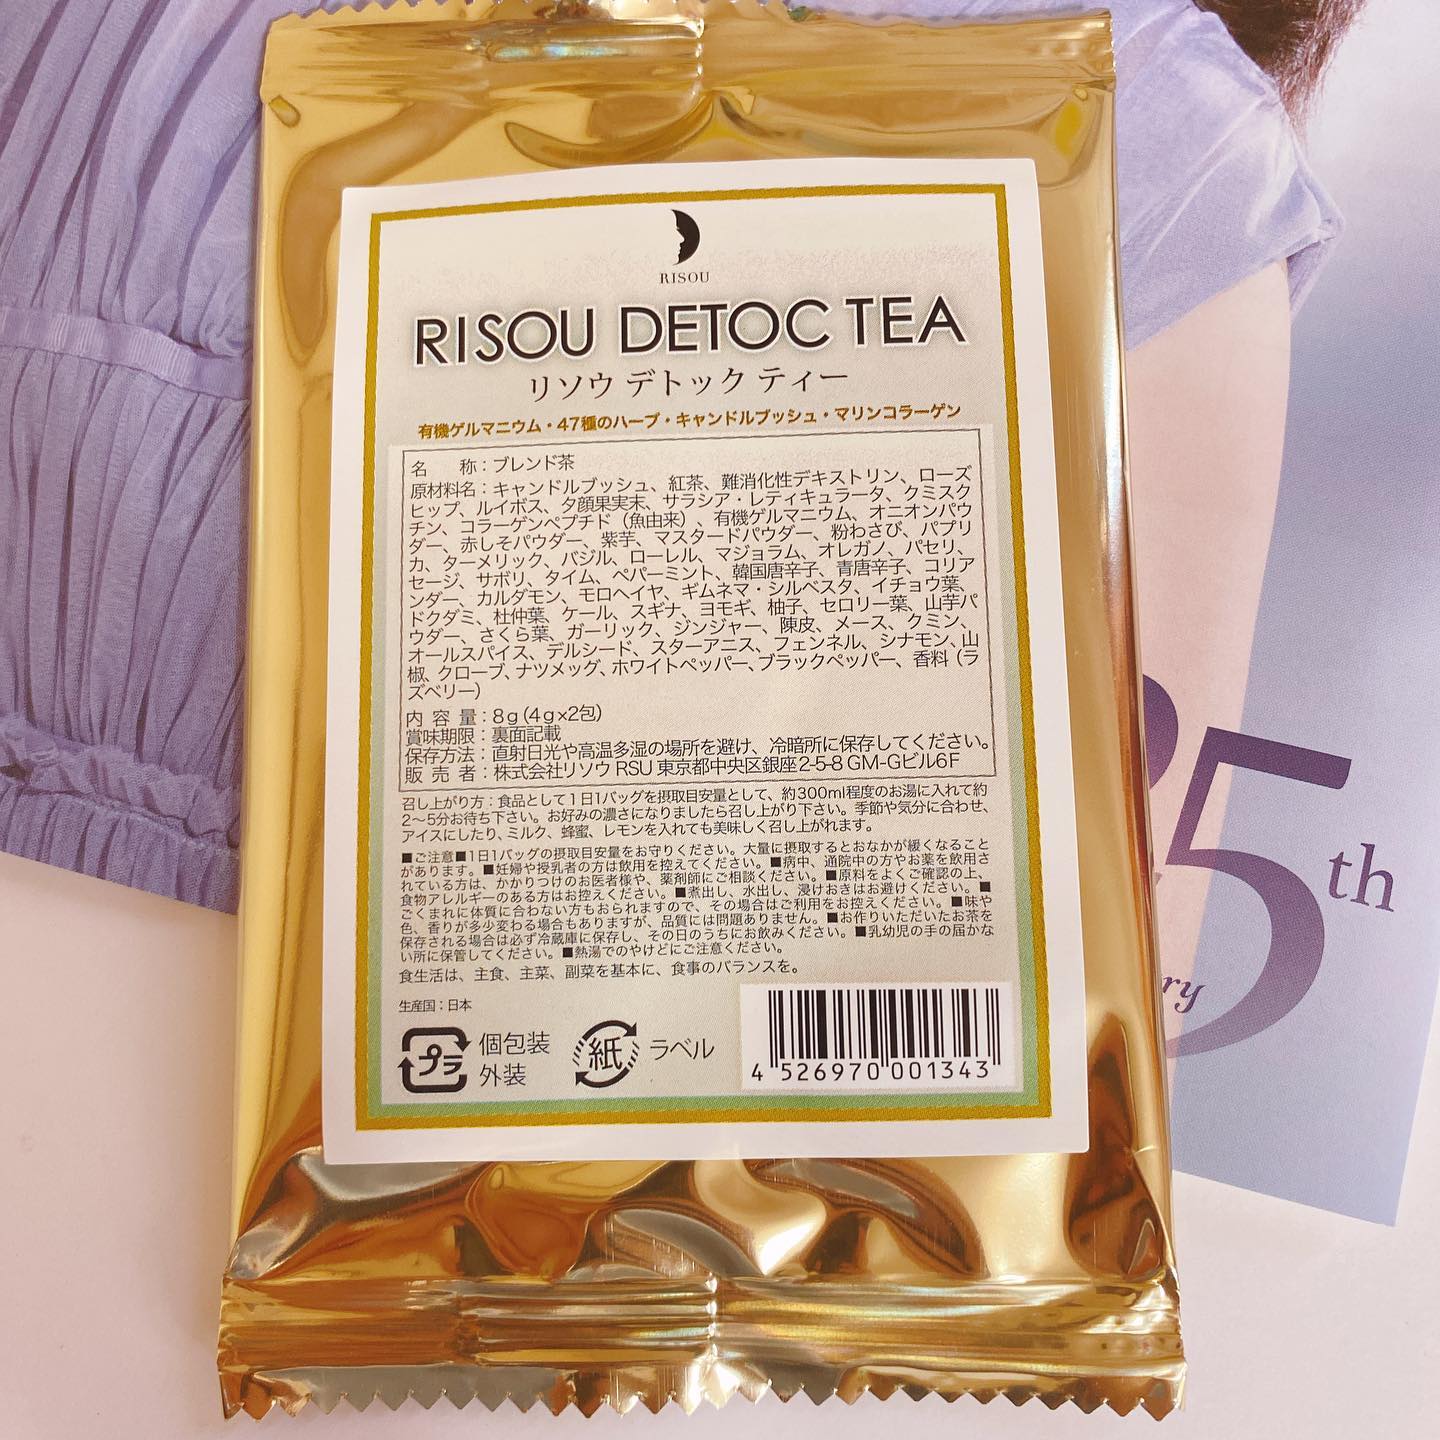 RISOU
RISOU DETOC TEA
リソウ デトック ティー
有機ゲルマニウム・47種のハーブ・キャンドルブッシュ・マリンコラーゲン
名　　称：ブレンド茶
原材料名：キャンドルブッシュ、紅茶、難消化性デキストリン、ローズ
ヒップ、ルイボス、夕顔果実末、サラシア・レティキュラータ、クミスク
チン、コラーゲンペプチド（魚由来）、有機ゲルマニウム、オニオンパウ
ダー、赤しそパウダー、紫芋、マスタードパウダー、粉わさび、パプリ
カ、ターメリック、バジル、ローレル、マジョラム、オレガノ、パセリ、
セージ、サボリ、タイム、ペパーミント、韓国唐辛子、青唐辛子、コリア
ンダー、カルダモン、モロヘイヤ、ギムネマ・シルベスタ、イチョウ葉、
ドクダミ、杜仲葉、ケール、スギナ、ヨモギ、柚子、セロリー葉、山芋パ
ウダー、さくら葉、ガーリック、ジンジャー、陳皮、メース、クミン、
オールスパイス、デルシード、スターアニス、フェンネル、シナモン、山
椒、クローブ、ナツメッグ、ホワイトペッパー、ブラックペッパー、香料（ラ
ズベリー）
内 容 量：8g（4g×2包）
賞味期限：裏面記載
保存方法：直射日光や高温多湿の場所を避け、冷暗所に保存してください。
販 売 者：株式会社リソウ RSU 東京都中央区銀座2-5-8 GM-Gビル6F
召し上がり方：食品として1日1バッグを摂取目安量として、約300ml程度のお湯に入れて約
2〜5分お待ち下さい。お好みの濃さになりましたら召し上がり下さい。季節や気分に合わせ、
アイスにしたり、ミルク、蜂蜜、レモンを入れても美味しく召し上がれます。
■ご注意■1日1バッグの摂取目安量をお守りください。大量に摂取するとおなかが緩くなること
があります。■妊婦や授乳者の方は飲用を控えてください。■病中、通院中の方やお薬を飲用さ
れている方は、かかりつけのお医者様や、薬剤師にご相談ください。■原料をよくご確認の上、
食物アレルギーのある方はお控えください。■煮出し、水出し、浸けおきはお避けください。■
ごくまれに体質に合わない方もおられますので、その場合はご利用をお控えください。■味や
色、香りが多少変わる場合もありますが、品質には問題ありません。■お作りいただいたお茶を
保存される場合は必ず冷蔵庫に保存し、その日のうちにお飲みください。■乳幼児の手の届かな
い所に保管してください。■熱湯でのやけどにご注意ください。
食生活は、主食、主菜、副菜を基本に、食事のバランスを。
生産国：日本
プラ 個包装
外装
紙 ラベル
4 526970 001343
5th
ry